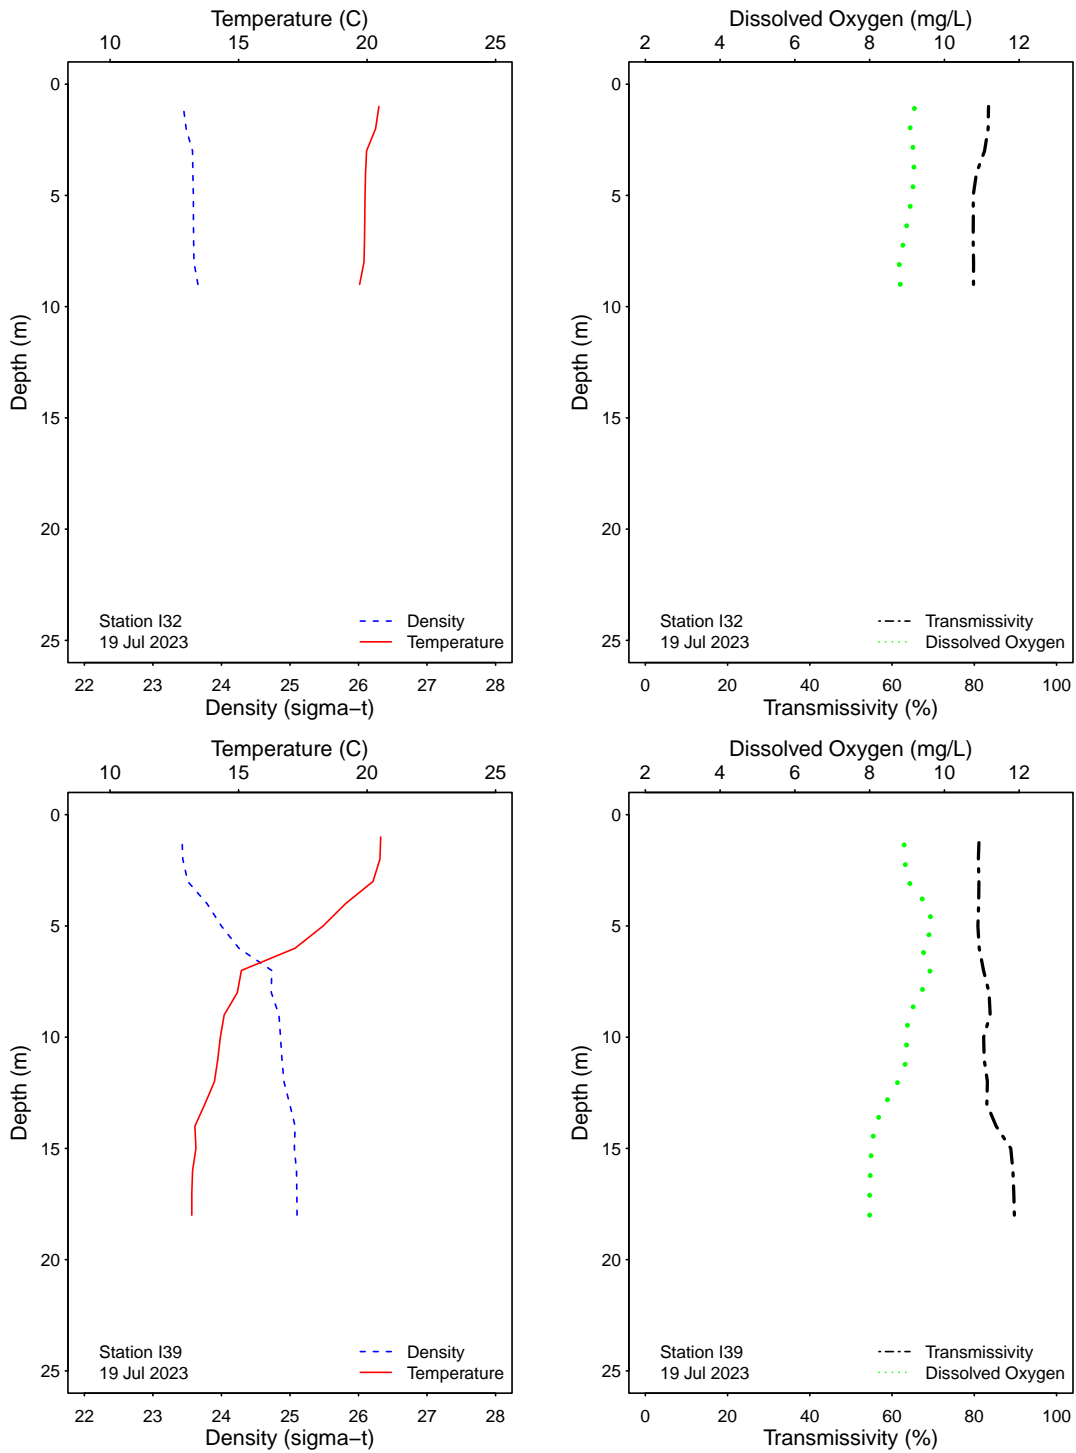 Temperature (C)
10 15 20 25
0
5
10
15
20
25
Depth (m)
Station I32
19 Jul 2023
Density
Temperature
22 23 24 25 26 27 28
Density (sigma−t)
Dissolved Oxygen (mg/L)
2 4 6 8 10 12
0
5
10
15
20
25
Depth (m)
Station I32
19 Jul 2023
Transmissivity
Dissolved Oxygen
0 20 40 60 80 100
Transmissivity (%)
Temperature (C)
10 15 20 25
0
5
10
15
20
25
Depth (m)
Station I39
19 Jul 2023
Density
Temperature
22 23 24 25 26 27 28
Density (sigma−t)
Dissolved Oxygen (mg/L)
2 4 6 8 10 12
0
5
10
15
20
25
Depth (m)
Station I39
19 Jul 2023
Transmissivity
Dissolved Oxygen
0 20 40 60 80 100
Transmissivity (%)